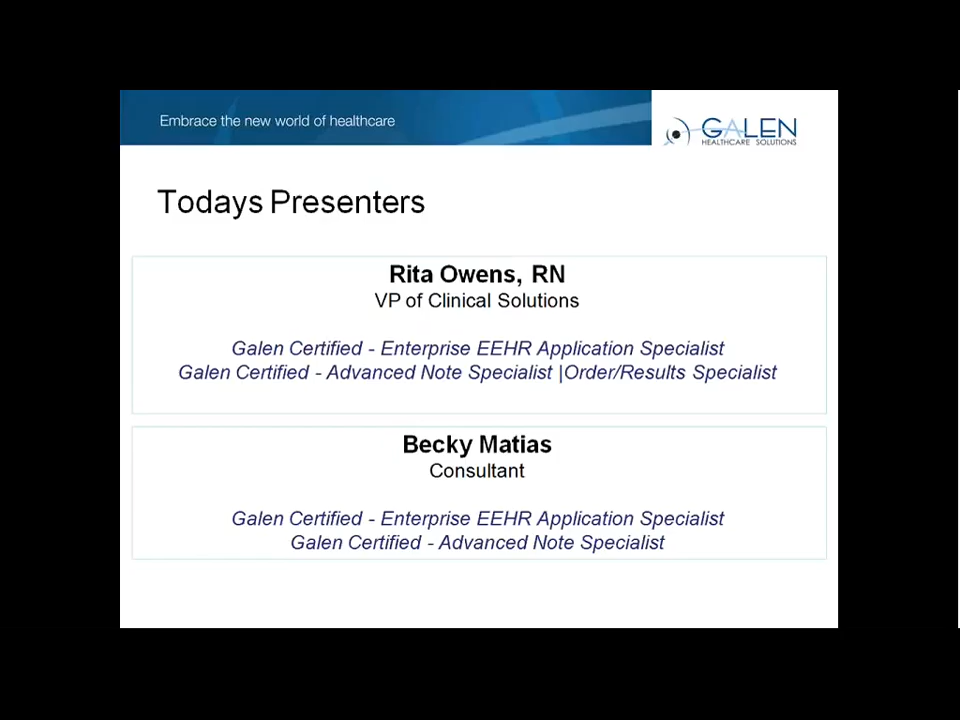 Embrace the new world of healthcare
GALEN
HEALTHCARE SOLUTIONS
Todays Presenters
Rita Owens, RN
VP of Clinical Solutions
Galen Certified - Enterprise EEHR Application Specialist
Galen Certified - Advanced Note Specialist |Order/Results Specialist
Becky Matias
Consultant
Galen Certified - Enterprise EEHR Application Specialist
Galen Certified - Advanced Note Specialist